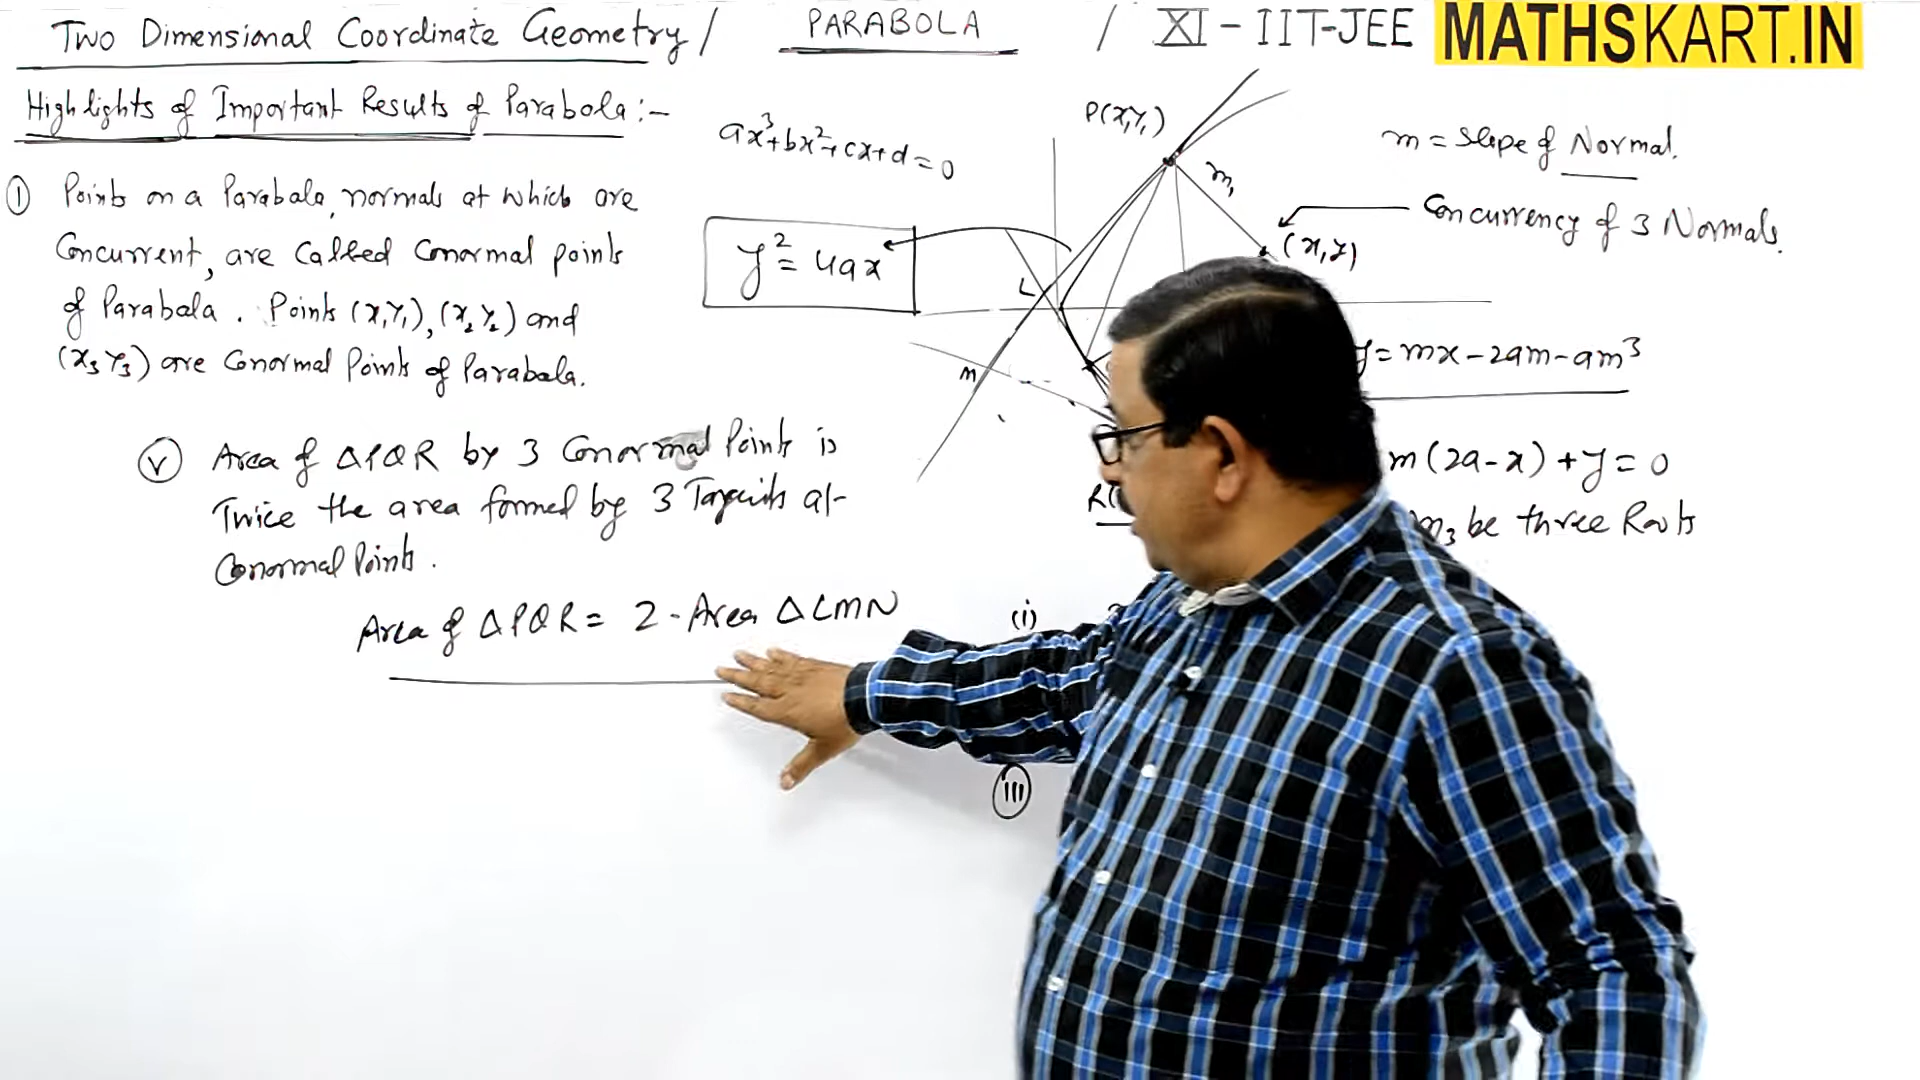 Two Dimensional Coordinate Geometry / PARABOLA / XI - IIT-JEE MATHSKART.IN
Highlights of Important Results of Parabola :-
① Points on a Parabola, normals at which are
Concurrent, are Called Conormal points
of Parabola. Points (x₁y₁), (x₂y₂) and
(x₃y₃) are Conormal Points of Parabola.
ax³+bx²+cx+d=0
y²=4ax
P(x₁y₁)
m₁
(x,y)
L
M
m = Slope of Normal.
Concurrency of 3 Normals.
y=mx-2am-am³
m(2a-x)+y=0
m₃ be three Roots
R(
(v) Area of ΔPQR by 3 Conormal Points is
Twice the area formed by 3 Tangents at
Conormal Points.
Area of ΔPQR = 2·Area ΔLMN
(i)
(iii)